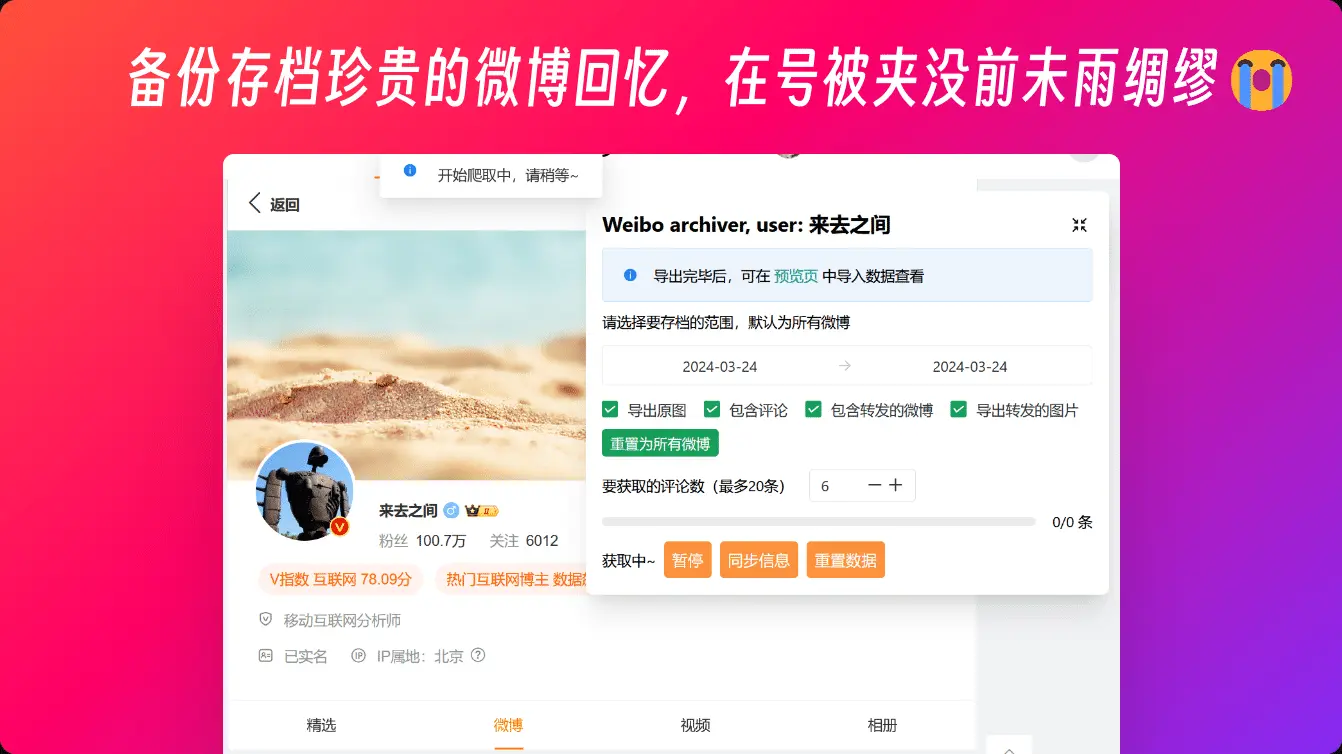 备份存档珍贵的微博回忆，在号被夹没前未雨绸缪😭
开始爬取中，请稍等~
返回
Weibo archiver, user: 来去之间
导出完毕后，可在 预览页 中导入数据查看
请选择要存档的范围，默认为所有微博
2024-03-24 → 2024-03-24
导出原图 包含评论 包含转发的微博 导出转发的图片
重置为所有微博
要获取的评论数（最多20条） 6
0/0 条
获取中~ 暂停 同步信息 重置数据
来去之间 II
粉丝 100.7万 关注 6012
V指数 互联网 78.09分 热门互联网博主 数据
移动互联网分析师
已实名 IP IP属地：北京
精选 微博 视频 相册